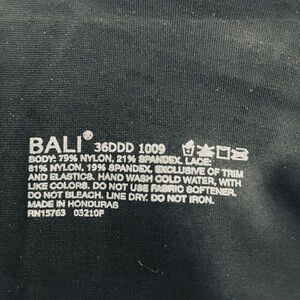 BALI® 36DDD 1009
BODY: 79% NYLON, 21% SPANDEX. LACE:
81% NYLON, 19% SPANDEX. EXCLUSIVE OF TRIM
AND ELASTICS. HAND WASH COLD WATER, WITH
LIKE COLORS. DO NOT USE FABRIC SOFTENER.
DO NOT BLEACH. LINE DRY. DO NOT IRON.
MADE IN HONDURAS
RN15763 03210P